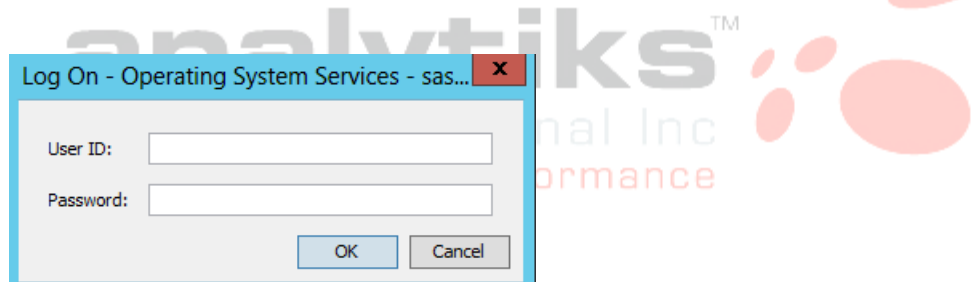 analytiks™
Log On - Operating System Services - sas... x
nal Inc
User ID:
ormance
Password:
OK Cancel